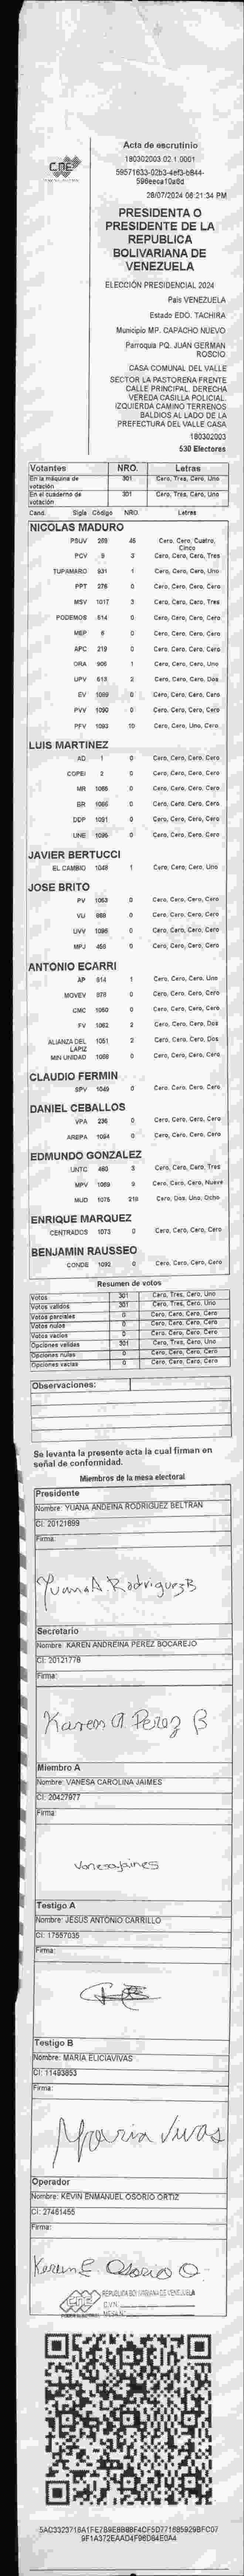 CNE
Acta de escrutinio
180302003.02.1.0001
28/07/2024 06:21:34 PM
PRESIDENTA O
PRESIDENTE DE LA
REPUBLICA
BOLIVARIANA DE
VENEZUELA
ELECCIÓN PRESIDENCIAL 2024
País VENEZUELA
Estado EDO. TACHIRA
Municipio MP. CAPACHO NUEVO
Parroquia PQ. JUAN GERMAN
ROSCIO
CASA COMUNAL DEL VALLE
SECTOR LA PASTOREÑA FRENTE
CALLE PRINCIPAL. DERECHA
VEREDA CASILLA POLICIAL.
IZQUIERDA CAMINO TERRENOS
BALDIOS AL LADO DE LA
PREFECTURA DEL VALLE CASA
180302003
530 Electores
Votantes NRO. Letras
En la máquina de votación 301 Cero, Tres, Cero, Uno
En el cuaderno de votación 301 Cero, Tres, Cero, Uno
Cand. Sigla Código NRO. Letras
NICOLAS MADURO
PSUV 269 45 Cero, Cero, Cuatro, Cinco
PCV 9 3 Cero, Cero, Cero, Tres
TUPAMARO 931 1 Cero, Cero, Cero, Uno
PPT 276 0 Cero, Cero, Cero, Cero
MSV 1017 3 Cero, Cero, Cero, Tres
PODEMOS 614 0 Cero, Cero, Cero, Cero
MEP 6 0 Cero, Cero, Cero, Cero
APC 219 0 Cero, Cero, Cero, Cero
ORA 906 1 Cero, Cero, Cero, Uno
UPV 613 2 Cero, Cero, Cero, Dos
EV 1089 0 Cero, Cero, Cero, Cero
PVV 1090 0 Cero, Cero, Cero, Cero
PFV 1093 10 Cero, Cero, Uno, Cero
LUIS MARTINEZ
AD 1 0 Cero, Cero, Cero, Cero
COPEI 2 0 Cero, Cero, Cero, Cero
MR 1065 0 Cero, Cero, Cero, Cero
BR 1066 0 Cero, Cero, Cero, Cero
DDP 1091 0 Cero, Cero, Cero, Cero
UNE 1095 0 Cero, Cero, Cero, Cero
JAVIER BERTUCCI
EL CAMBIO 1048 1 Cero, Cero, Cero, Uno
JOSE BRITO
PV 1063 0 Cero, Cero, Cero, Cero
VU 868 0 Cero, Cero, Cero, Cero
UVV 1096 0 Cero, Cero, Cero, Cero
MPJ 455 0 Cero, Cero, Cero, Cero
ANTONIO ECARRI
AP 914 1 Cero, Cero, Cero, Uno
MOVEV 878 0 Cero, Cero, Cero, Cero
CMC 1050 0 Cero, Cero, Cero, Cero
FV 1062 2 Cero, Cero, Cero, Dos
ALIANZA DEL LAPIZ 1051 2 Cero, Cero, Cero, Dos
MIN UNIDAD 1068 0 Cero, Cero, Cero, Cero
CLAUDIO FERMIN
SPV 1049 0 Cero, Cero, Cero, Cero
DANIEL CEBALLOS
VPA 236 0 Cero, Cero, Cero, Cero
AREPA 1094 0 Cero, Cero, Cero, Cero
EDMUNDO GONZALEZ
UNTC 460 3 Cero, Cero, Cero, Tres
MPV 1069 9 Cero, Cero, Cero, Nueve
MUD 1075 218 Cero, Dos, Uno, Ocho
ENRIQUE MARQUEZ
CENTRADOS 1073 0 Cero, Cero, Cero, Cero
BENJAMIN RAUSSEO
CONDE 1092 0 Cero, Cero, Cero, Cero
Resumen de votos
Votos 301 Cero, Tres, Cero, Uno
Votos validos 301 Cero, Tres, Cero, Uno
Votos parciales 0 Cero, Cero, Cero, Cero
Votos nulos 0 Cero, Cero, Cero, Cero
Votos vacios 0 Cero, Cero, Cero, Cero
Opciones validas 301 Cero, Tres, Cero, Uno
Opciones nulas 0 Cero, Cero, Cero, Cero
Opciones vacias 0 Cero, Cero, Cero, Cero
Observaciones:
Se levanta la presente acta la cual firman en
señal de conformidad.
Miembros de la mesa electoral
Presidente
Nombre: YUANA ANDEINA RODRIGUEZ BELTRAN
CI: 20121899
Firma:
Yuana A Rodriguez B
Secretario
Nombre: KAREN ANDREINA PEREZ BOCAREJO
CI: 20121778
Firma:
Karen A Perez B
Miembro A
Nombre: VANESA CAROLINA JAIMES
CI: 20427977
Firma:
Vanesa Jaimes
Testigo A
Nombre: JESUS ANTONIO CARRILLO
CI: 17557035
Firma:
Testigo B
Nombre: MARIA ELICIAVIVAS
CI: 11493853
Firma:
Maria Vivas
Operador
Nombre: KEVIN ENMANUEL OSORIO ORTIZ
CI: 27461455
Firma:
Kevin E Osorio O.
CNE
REPUBLICA BOLIVARIANA DE VENEZUELA
C.V.N:
MESA N°: